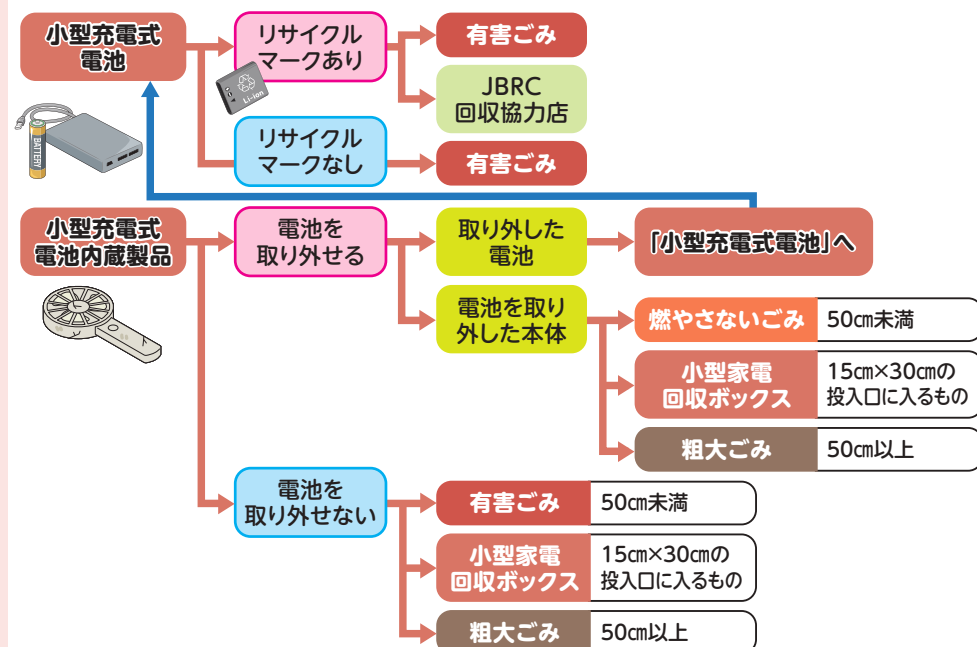 小型充電式
電池
リサイクル
マークあり
有害ごみ
JBRC
回収協力店
Li-ion
BATTERY
リサイクル
マークなし
有害ごみ
小型充電式
電池内蔵製品
電池を
取り外せる
取り外した
電池
「小型充電式電池」へ
電池を取り
外した本体
燃やさないごみ
50㎝未満
小型家電
回収ボックス
15㎝×30㎝の
投入口に入るもの
粗大ごみ
50㎝以上
電池を
取り外せない
有害ごみ
50㎝未満
小型家電
回収ボックス
15㎝×30㎝の
投入口に入るもの
粗大ごみ
50㎝以上